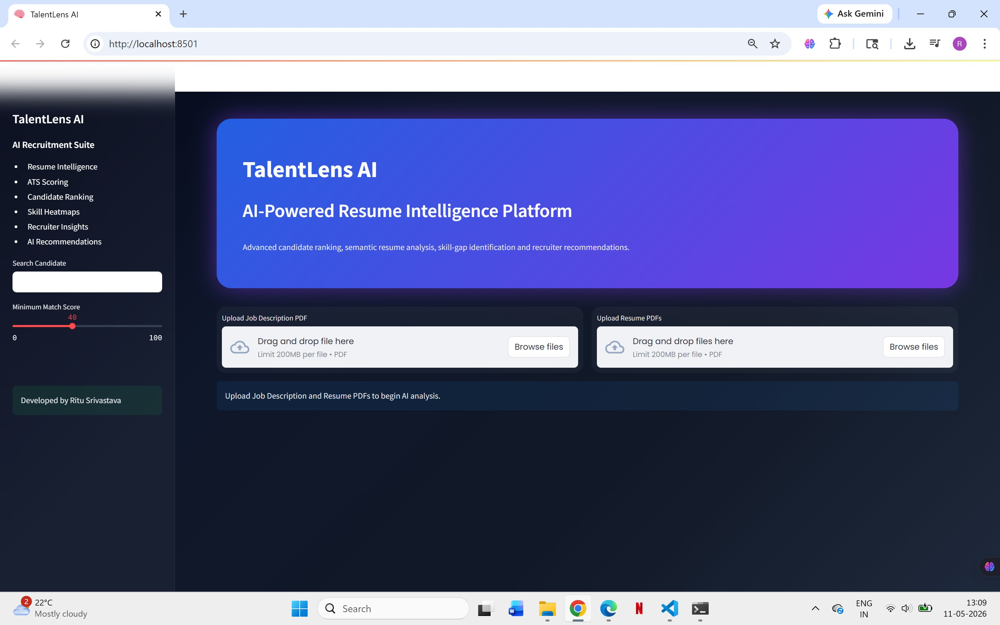 TalentLens AI
Ask Gemini
http://localhost:8501
R
TalentLens AI
AI Recruitment Suite
• Resume Intelligence
• ATS Scoring
• Candidate Ranking
• Skill Heatmaps
• Recruiter Insights
• AI Recommendations
Search Candidate
Minimum Match Score
40
0 100
Developed by Ritu Srivastava
TalentLens AI
AI-Powered Resume Intelligence Platform
Advanced candidate ranking, semantic resume analysis, skill-gap identification and recruiter recommendations.
Upload Job Description PDF
Drag and drop file here
Limit 200MB per file • PDF
Browse files
Upload Resume PDFs
Drag and drop files here
Limit 200MB per file • PDF
Browse files
Upload Job Description and Resume PDFs to begin AI analysis.
2
22°C
Mostly cloudy
Search
W
N
ENG
IN
13:09
11-05-2026